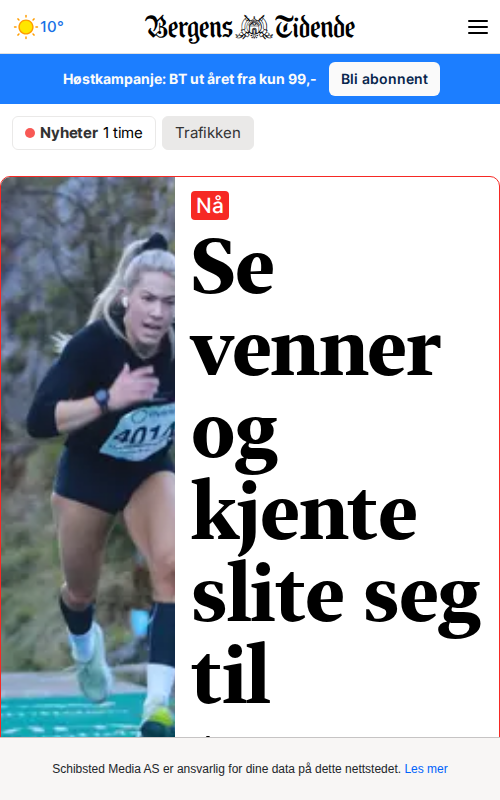 10°
Bergens Tidende
Høstkampanje: BT ut året fra kun 99,-
Bli abonnent
Nyheter 1 time
Trafikken
Nå
Se
venner
og
kjente
slite seg
til
4014
Schibsted Media AS er ansvarlig for dine data på dette nettstedet. Les mer